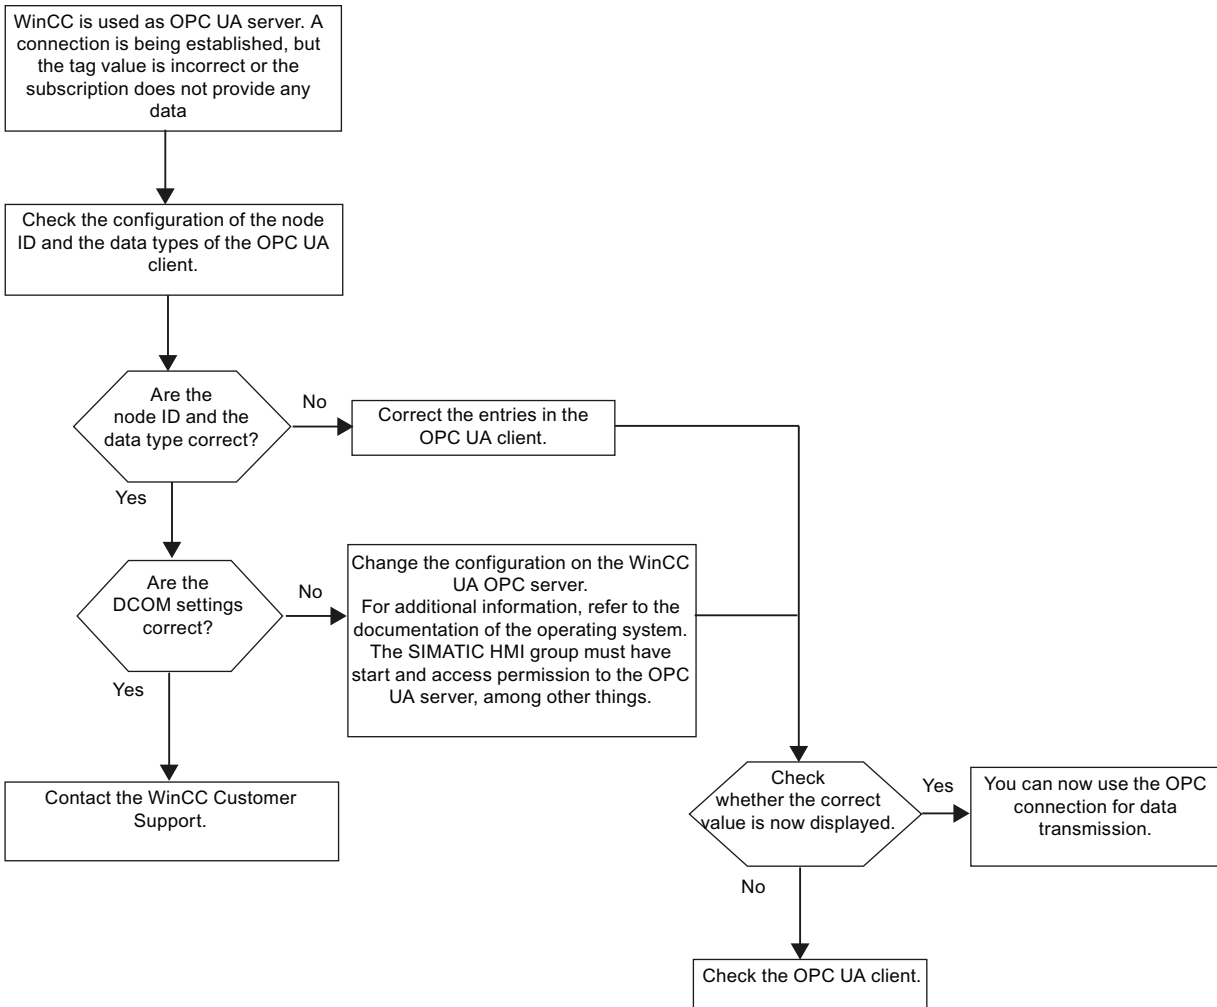 WinCC is used as OPC UA server. A
connection is being established, but
the tag value is incorrect or the
subscription does not provide any
data
Check the configuration of the node
ID and the data types of the OPC UA
client.
Are the
node ID and the
data type correct?
No
Correct the entries in the
OPC UA client.
Yes
Are the
DCOM settings
correct?
No
Change the configuration on the WinCC
UA OPC server.
For additional information, refer to the
documentation of the operating system.
The SIMATIC HMI group must have
start and access permission to the OPC
UA server, among other things.
Yes
Contact the WinCC Customer
Support.
Check
whether the correct
value is now displayed.
Yes
You can now use the OPC
connection for data
transmission.
No
Check the OPC UA client.